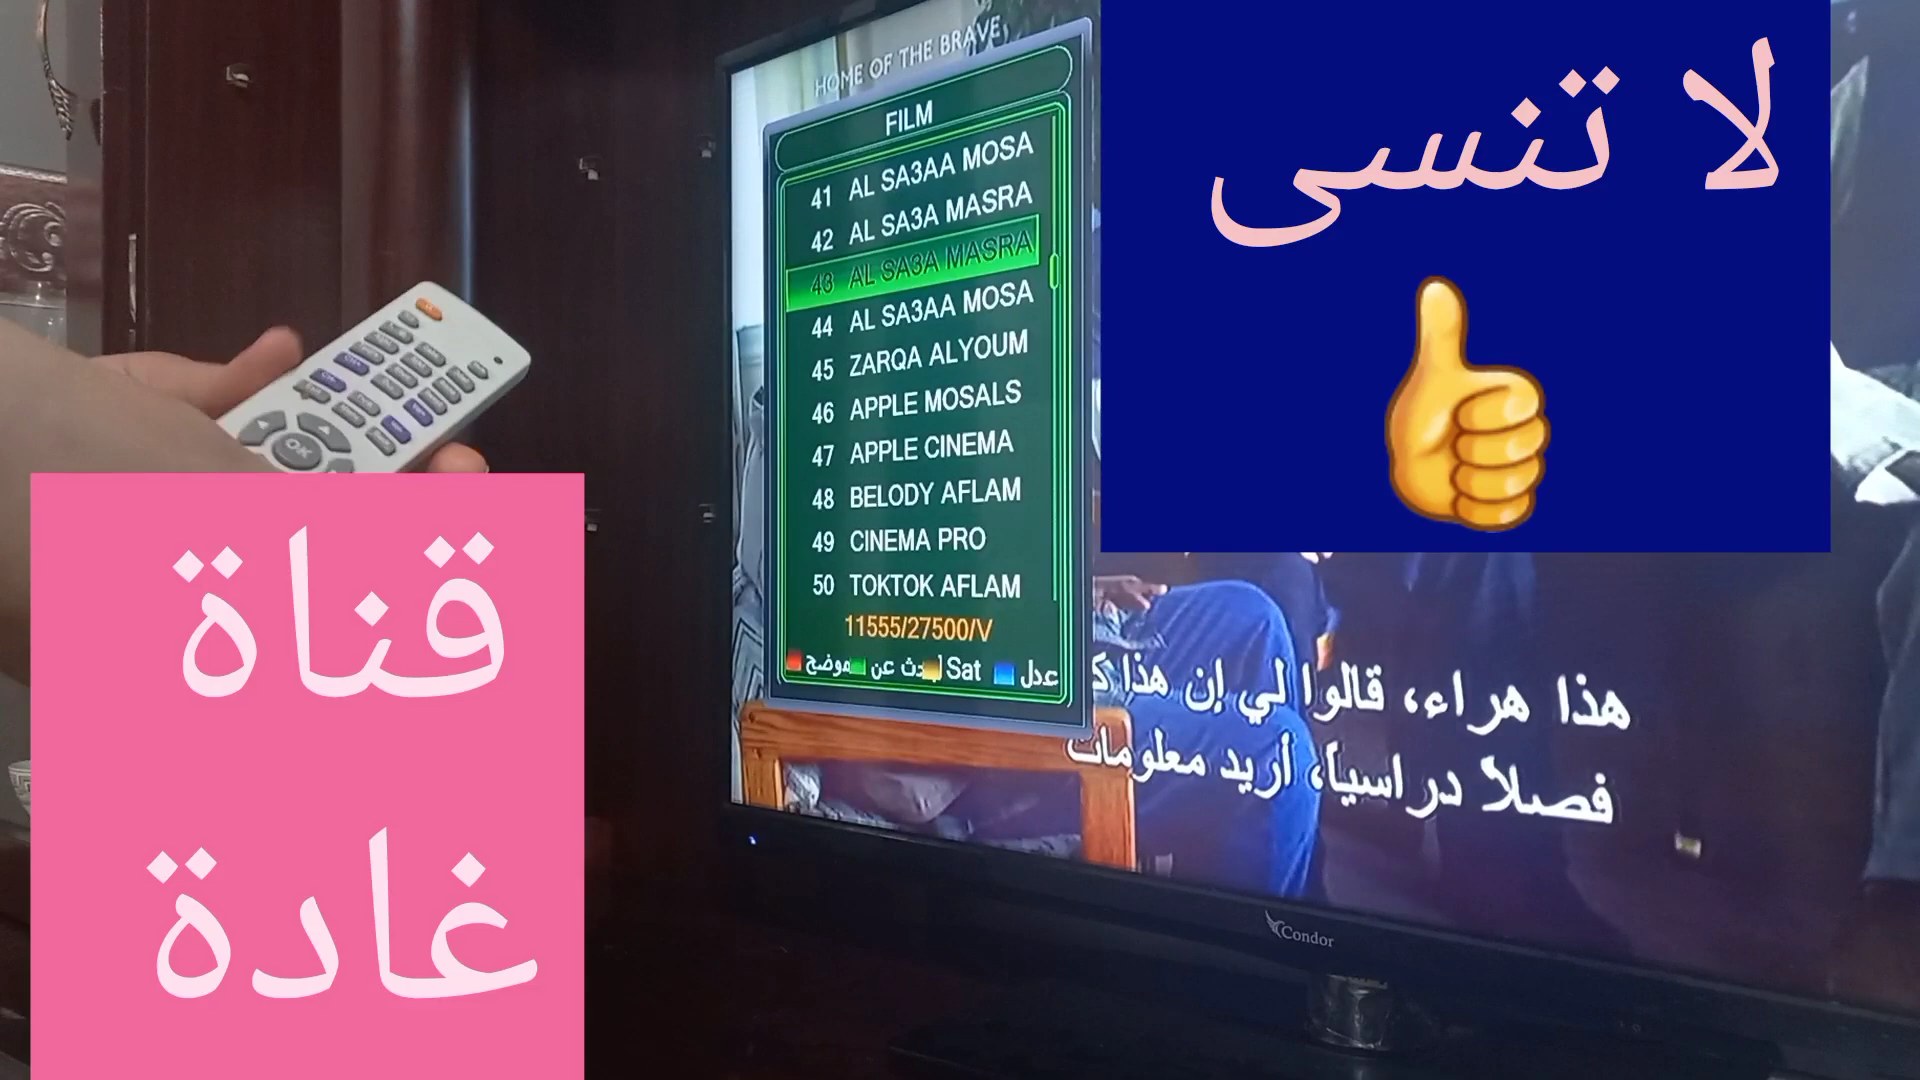 HOME OF THE BRAVE
FILM
41 AL SA3AA MOSA
42 AL SA3A MASRA
43 AL SA3A MASRA
44 AL SA3AA MOSA
45 ZARQA ALYOUM
46 APPLE MOSALS
47 APPLE CINEMA
48 BELODY AFLAM
49 CINEMA PRO
50 TOKTOK AFLAM
11555/27500/V
موضح
عن
Sat
عدل
هذا هراء، قالوا لي إن هذا
فصلاً دراسياً، أريد معلومات
Condor
لا تنسى
OK
قناة
غادة